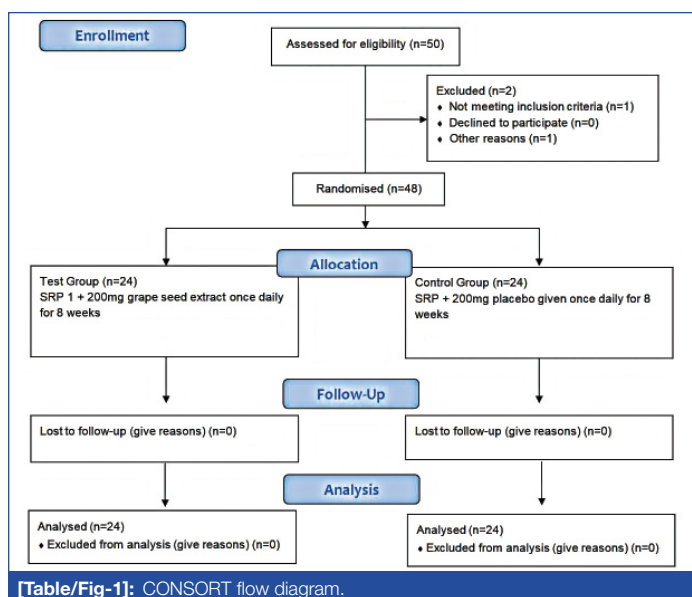 Enrollment
Assessed for eligibility (n=50)
Excluded (n=2)
♦ Not meeting inclusion criteria (n=1)
♦ Declined to participate (n=0)
♦ Other reasons (n=1)
Randomised (n=48)
Allocation
Test Group (n=24)
SRP 1 + 200mg grape seed extract once daily
for 8 weeks
Control Group (n=24)
SRP + 200mg placebo given once daily for 8
weeks
Follow-Up
Lost to follow-up (give reasons) (n=0)
Lost to follow-up (give reasons) (n=0)
Analysis
Analysed (n=24)
♦ Excluded from analysis (give reasons) (n=0)
Analysed (n=24)
♦ Excluded from analysis (give reasons) (n=0)
[Table/Fig-1]: CONSORT flow diagram.